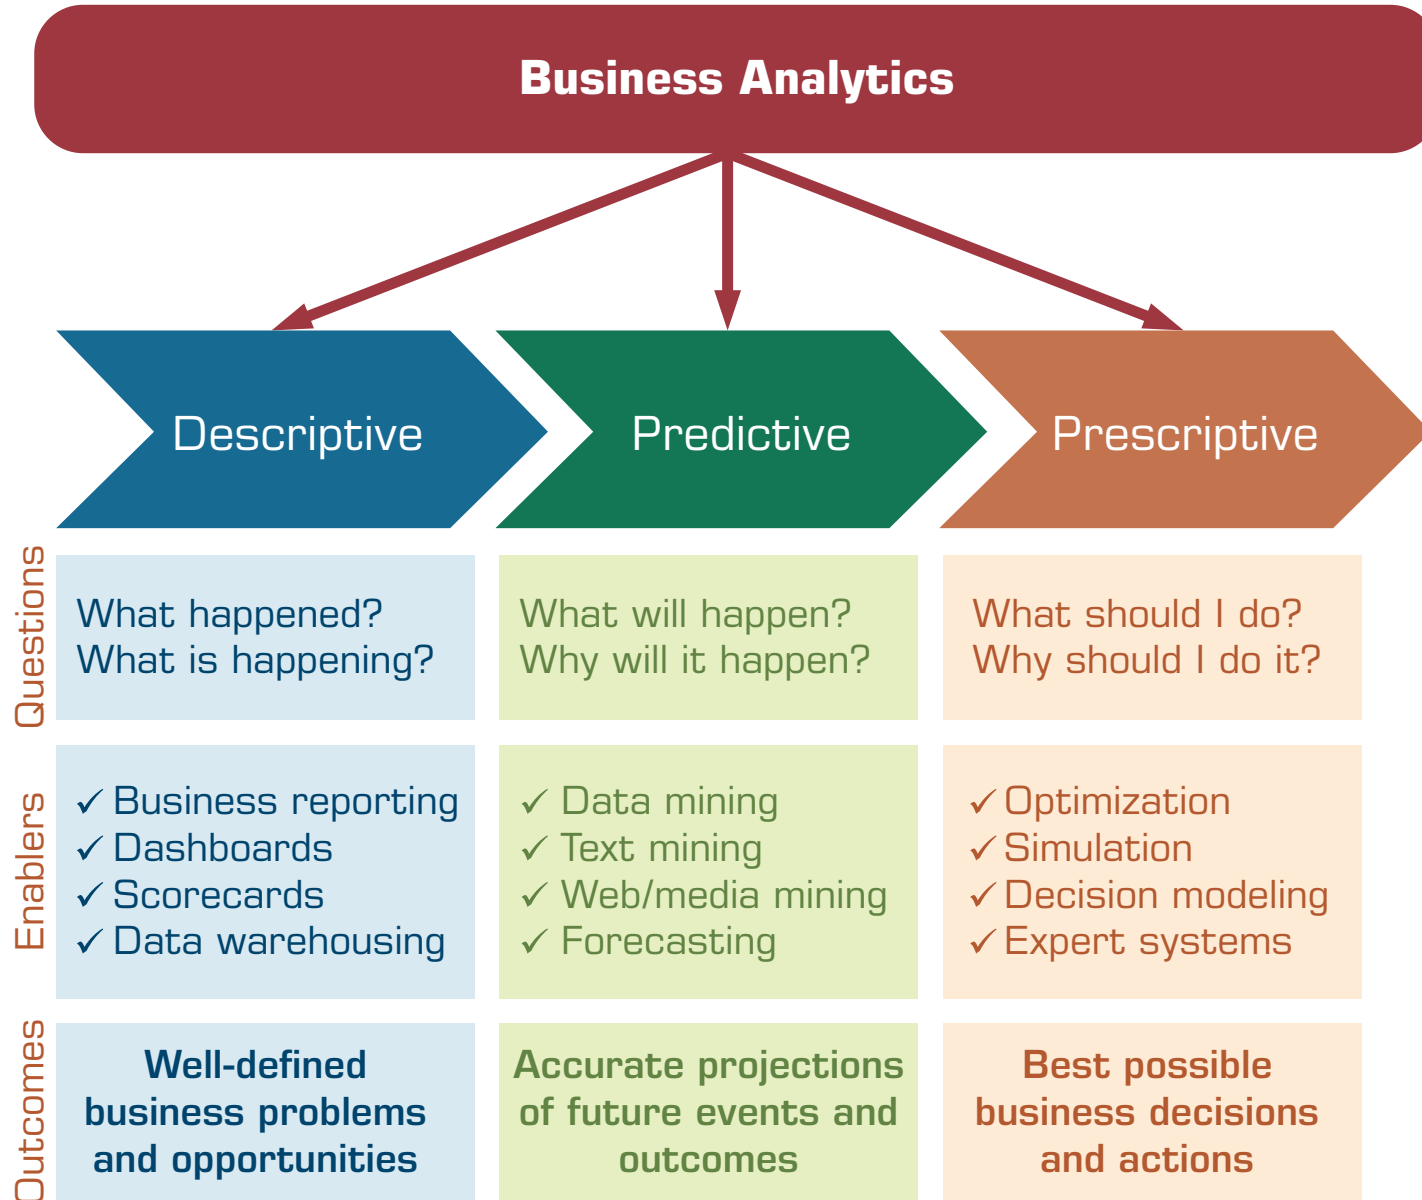 Business Analytics
Descriptive
Predictive
Prescriptive
Questions
What happened?
What is happening?
What will happen?
Why will it happen?
What should I do?
Why should I do it?
Enablers
✓ Business reporting
✓ Dashboards
✓ Scorecards
✓ Data warehousing
✓ Data mining
✓ Text mining
✓ Web/media mining
✓ Forecasting
✓ Optimization
✓ Simulation
✓ Decision modeling
✓ Expert systems
Outcomes
Well-defined
business problems
and opportunities
Accurate projections
of future events and
outcomes
Best possible
business decisions
and actions